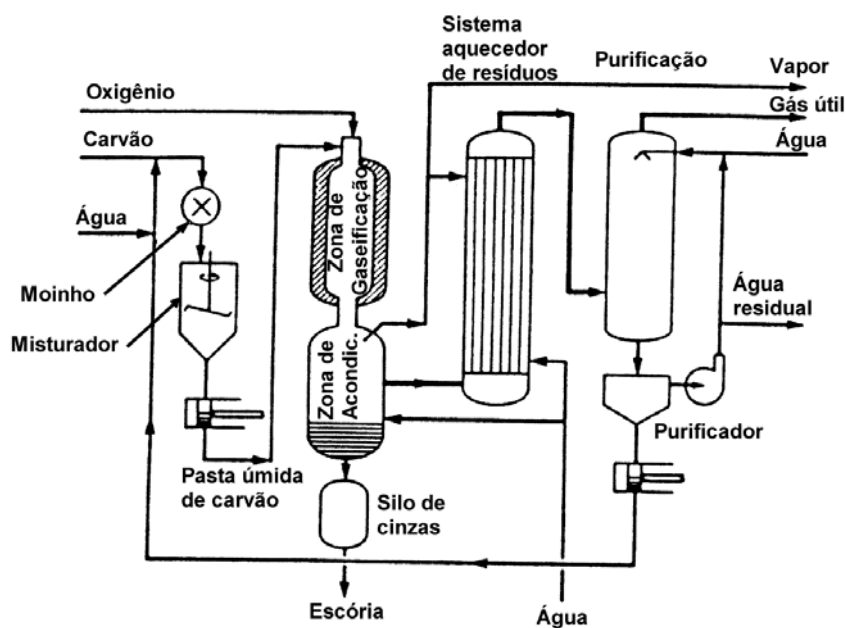 Sistema
aquecedor
de resíduos
Purificação
Vapor
Oxigênio
Gás útil
Carvão
Água
Zona de
Gaseificação
Água
Moinho
Misturador
Água
residual
Zona de
Acondic.
Purificador
Pasta úmida
de carvão
Silo de
cinzas
Escória
Água